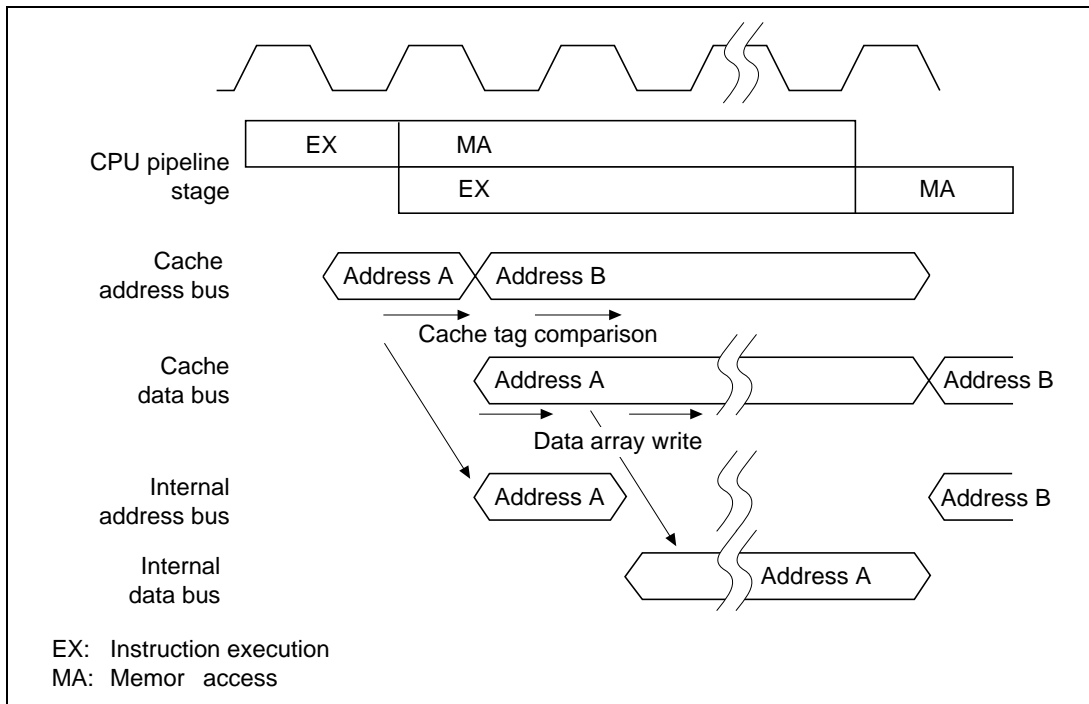 EX MA
CPU pipeline
stage
EX MA
Cache
address bus
Address A Address B
Cache tag comparison
Cache
data bus
Address A Address B
Data array write
Internal
address bus
Address A Address B
Internal
data bus
Address A
EX: Instruction execution
MA: Memor access